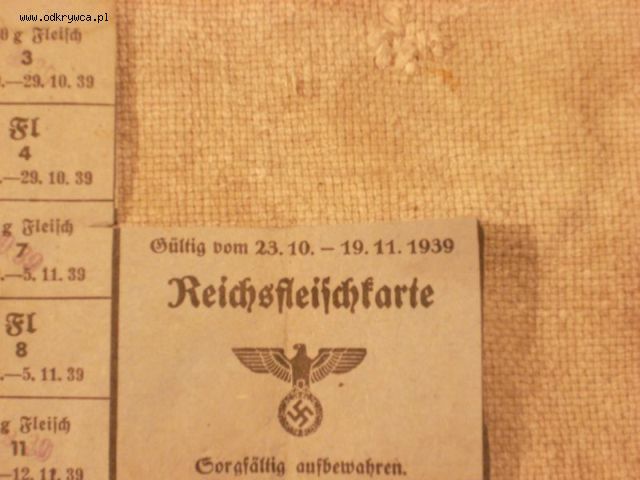 www.odkrywca.pl
g Fleisch
3
.—29. 10. 39
Fl
4
.—29. 10. 39
g Fleisch
7
.—5. 11. 39
Fl
8
.—5. 11. 39
g Fleisch
11
.—12. 11. 39
Gültig vom 23. 10. – 19. 11. 1939
Reichsfleischkarte
Sorgfältig aufbewahren.